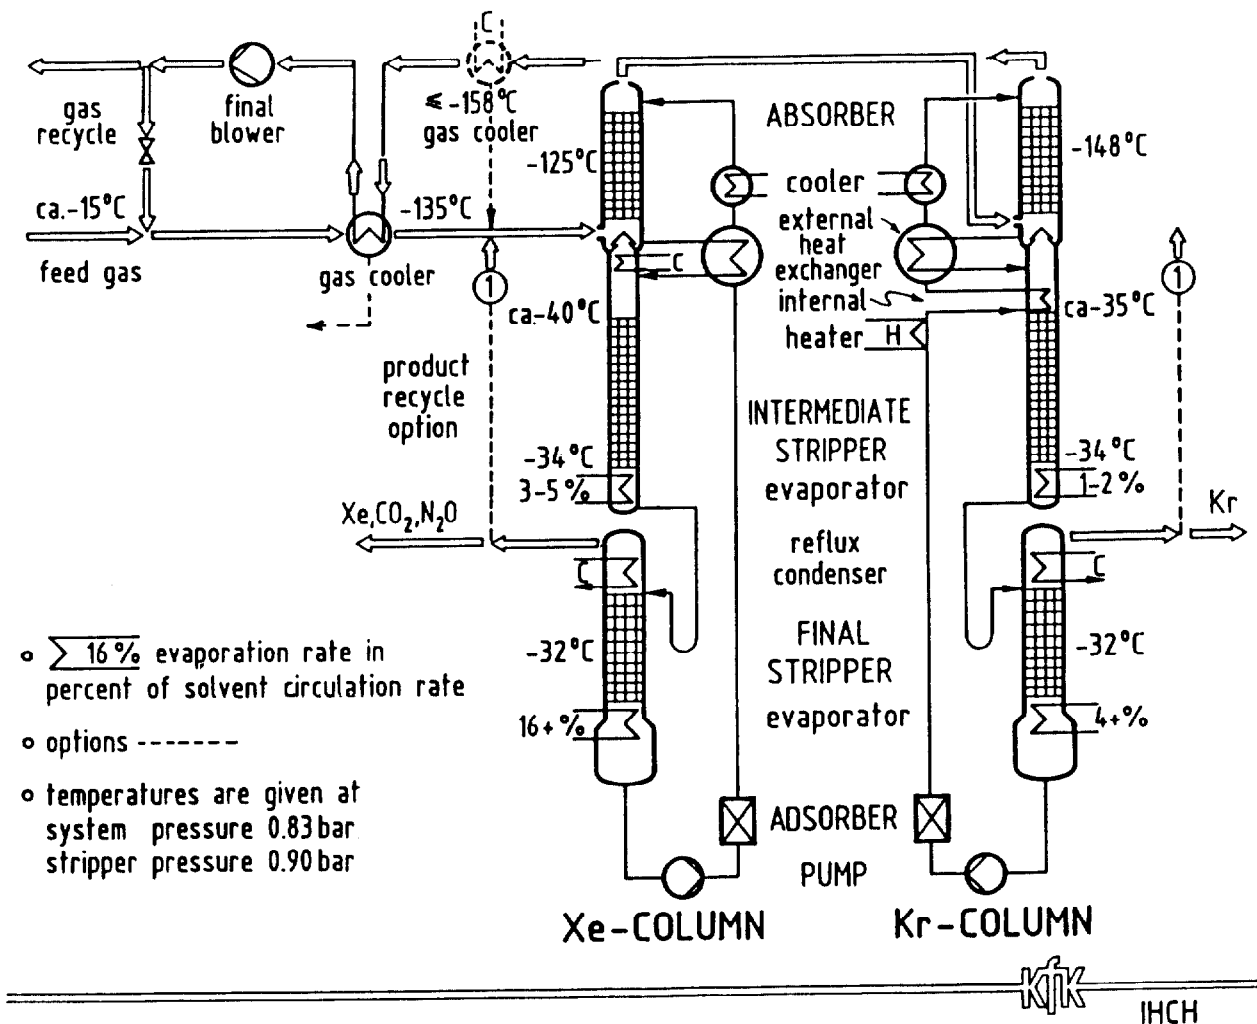 C
gas
recycle
final
blower
⩽-158°C
gas cooler
ABSORBER
-125°C
-148°C
cooler
ca.-15°C
-135°C
external
heat
exchanger
feed gas
gas cooler
C
1
1
internal
ca.-40°C
ca-35°C
heater
H
product
recycle
option
INTERMEDIATE
STRIPPER
-34°C
-34°C
3-5%
evaporator
1-2%
Xe,CO₂,N₂O
Kr
reflux
condenser
C
C
FINAL
STRIPPER
-32°C
-32°C
16+%
evaporator
4+%
o 16% evaporation rate in
percent of solvent circulation rate
o options -------
o temperatures are given at
system pressure 0.83 bar
stripper pressure 0.90 bar
ADSORBER
PUMP
Xe-COLUMN
Kr-COLUMN
KfK
IHCH